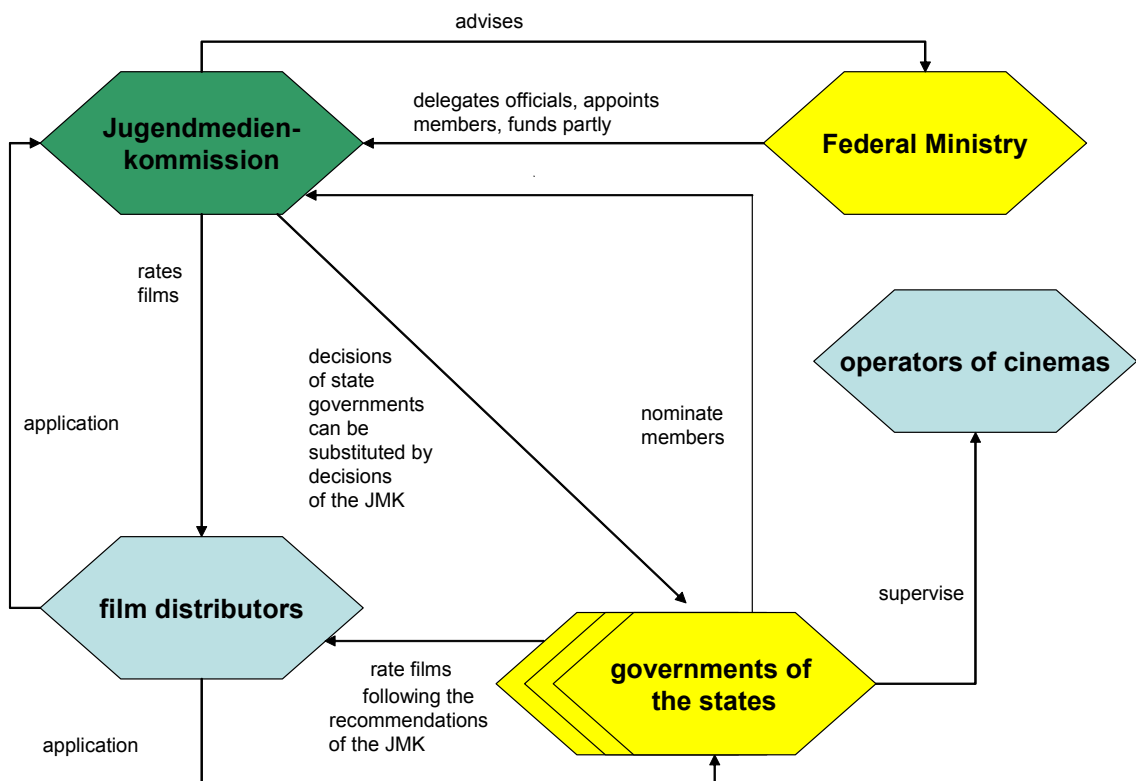 advises
Jugendmedien-
kommission
delegates officials, appoints
members, funds partly
Federal Ministry
rates
films
operators of cinemas
decisions
of state
governments
can be
substituted by
decisions
of the JMK
application
nominate
members
film distributors
supervise
rate films
following the
recommendations
of the JMK
governments of
the states
application